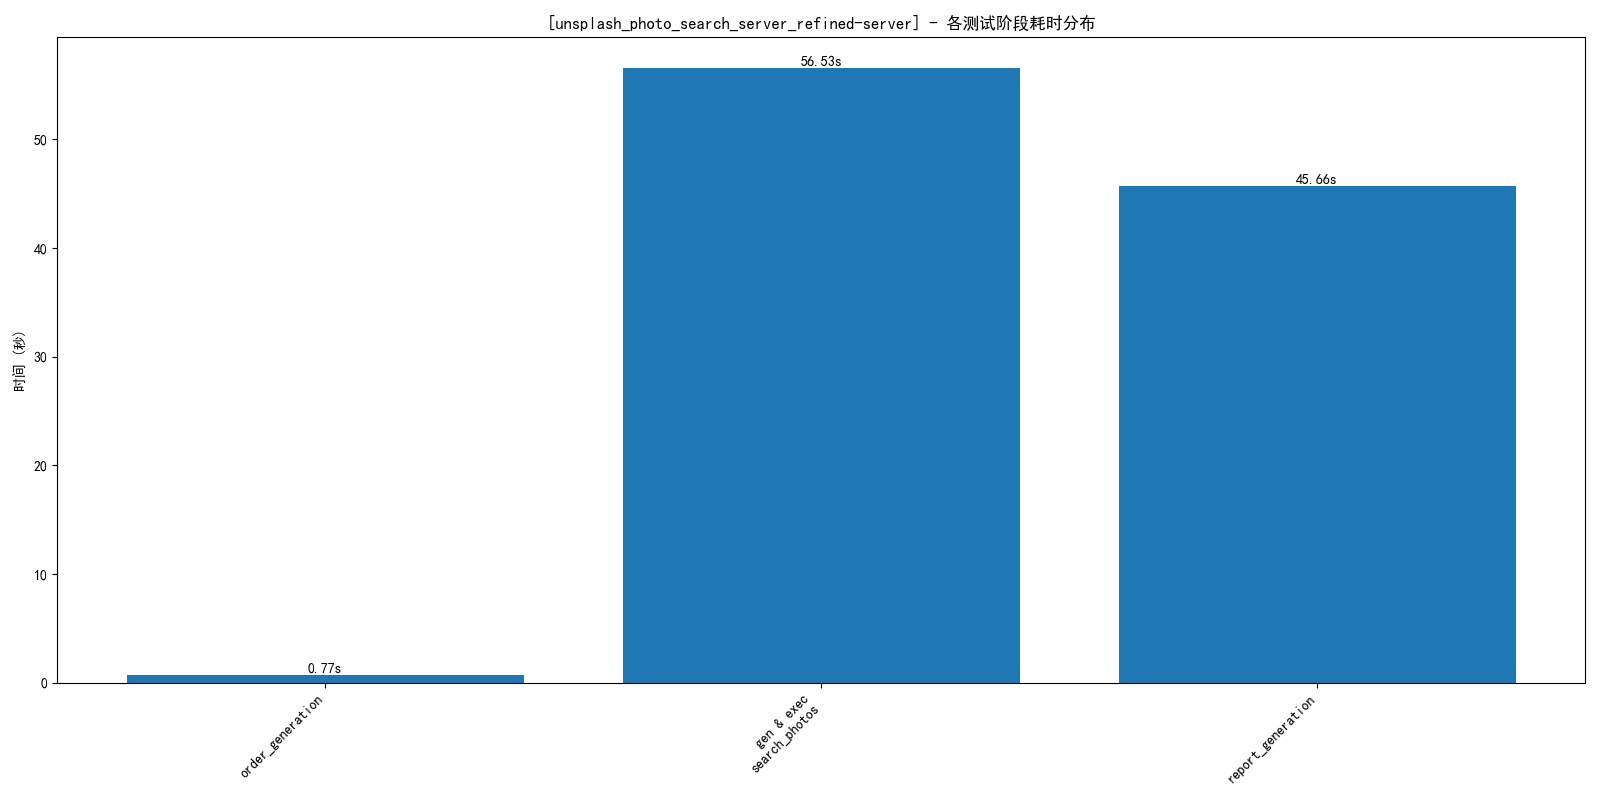 [unsplash_photo_search_server_refined-server] - 各测试阶段耗时分布
时间 (秒)
50
40
30
20
10
0
0.77s
56.53s
45.66s
order_generation
gen & exec
search_photos
report_generation